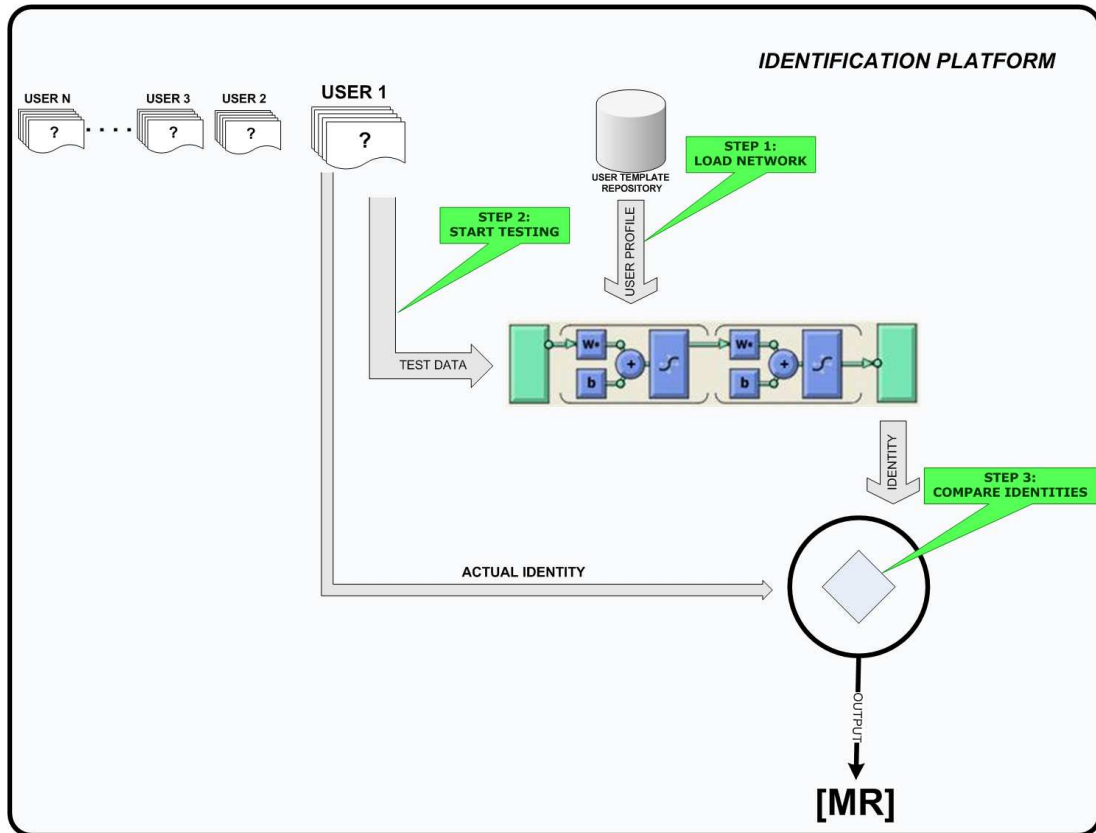 IDENTIFICATION PLATFORM
USER N
USER 3
USER 2
USER 1
?
. . . .
?
?
?
USER TEMPLATE
REPOSITORY
STEP 1:
LOAD NETWORK
STEP 2:
START TESTING
USER PROFILE
TEST DATA
W*
b
+
W*
b
+
IDENTITY
STEP 3:
COMPARE IDENTITIES
ACTUAL IDENTITY
OUTPUT
[MR]